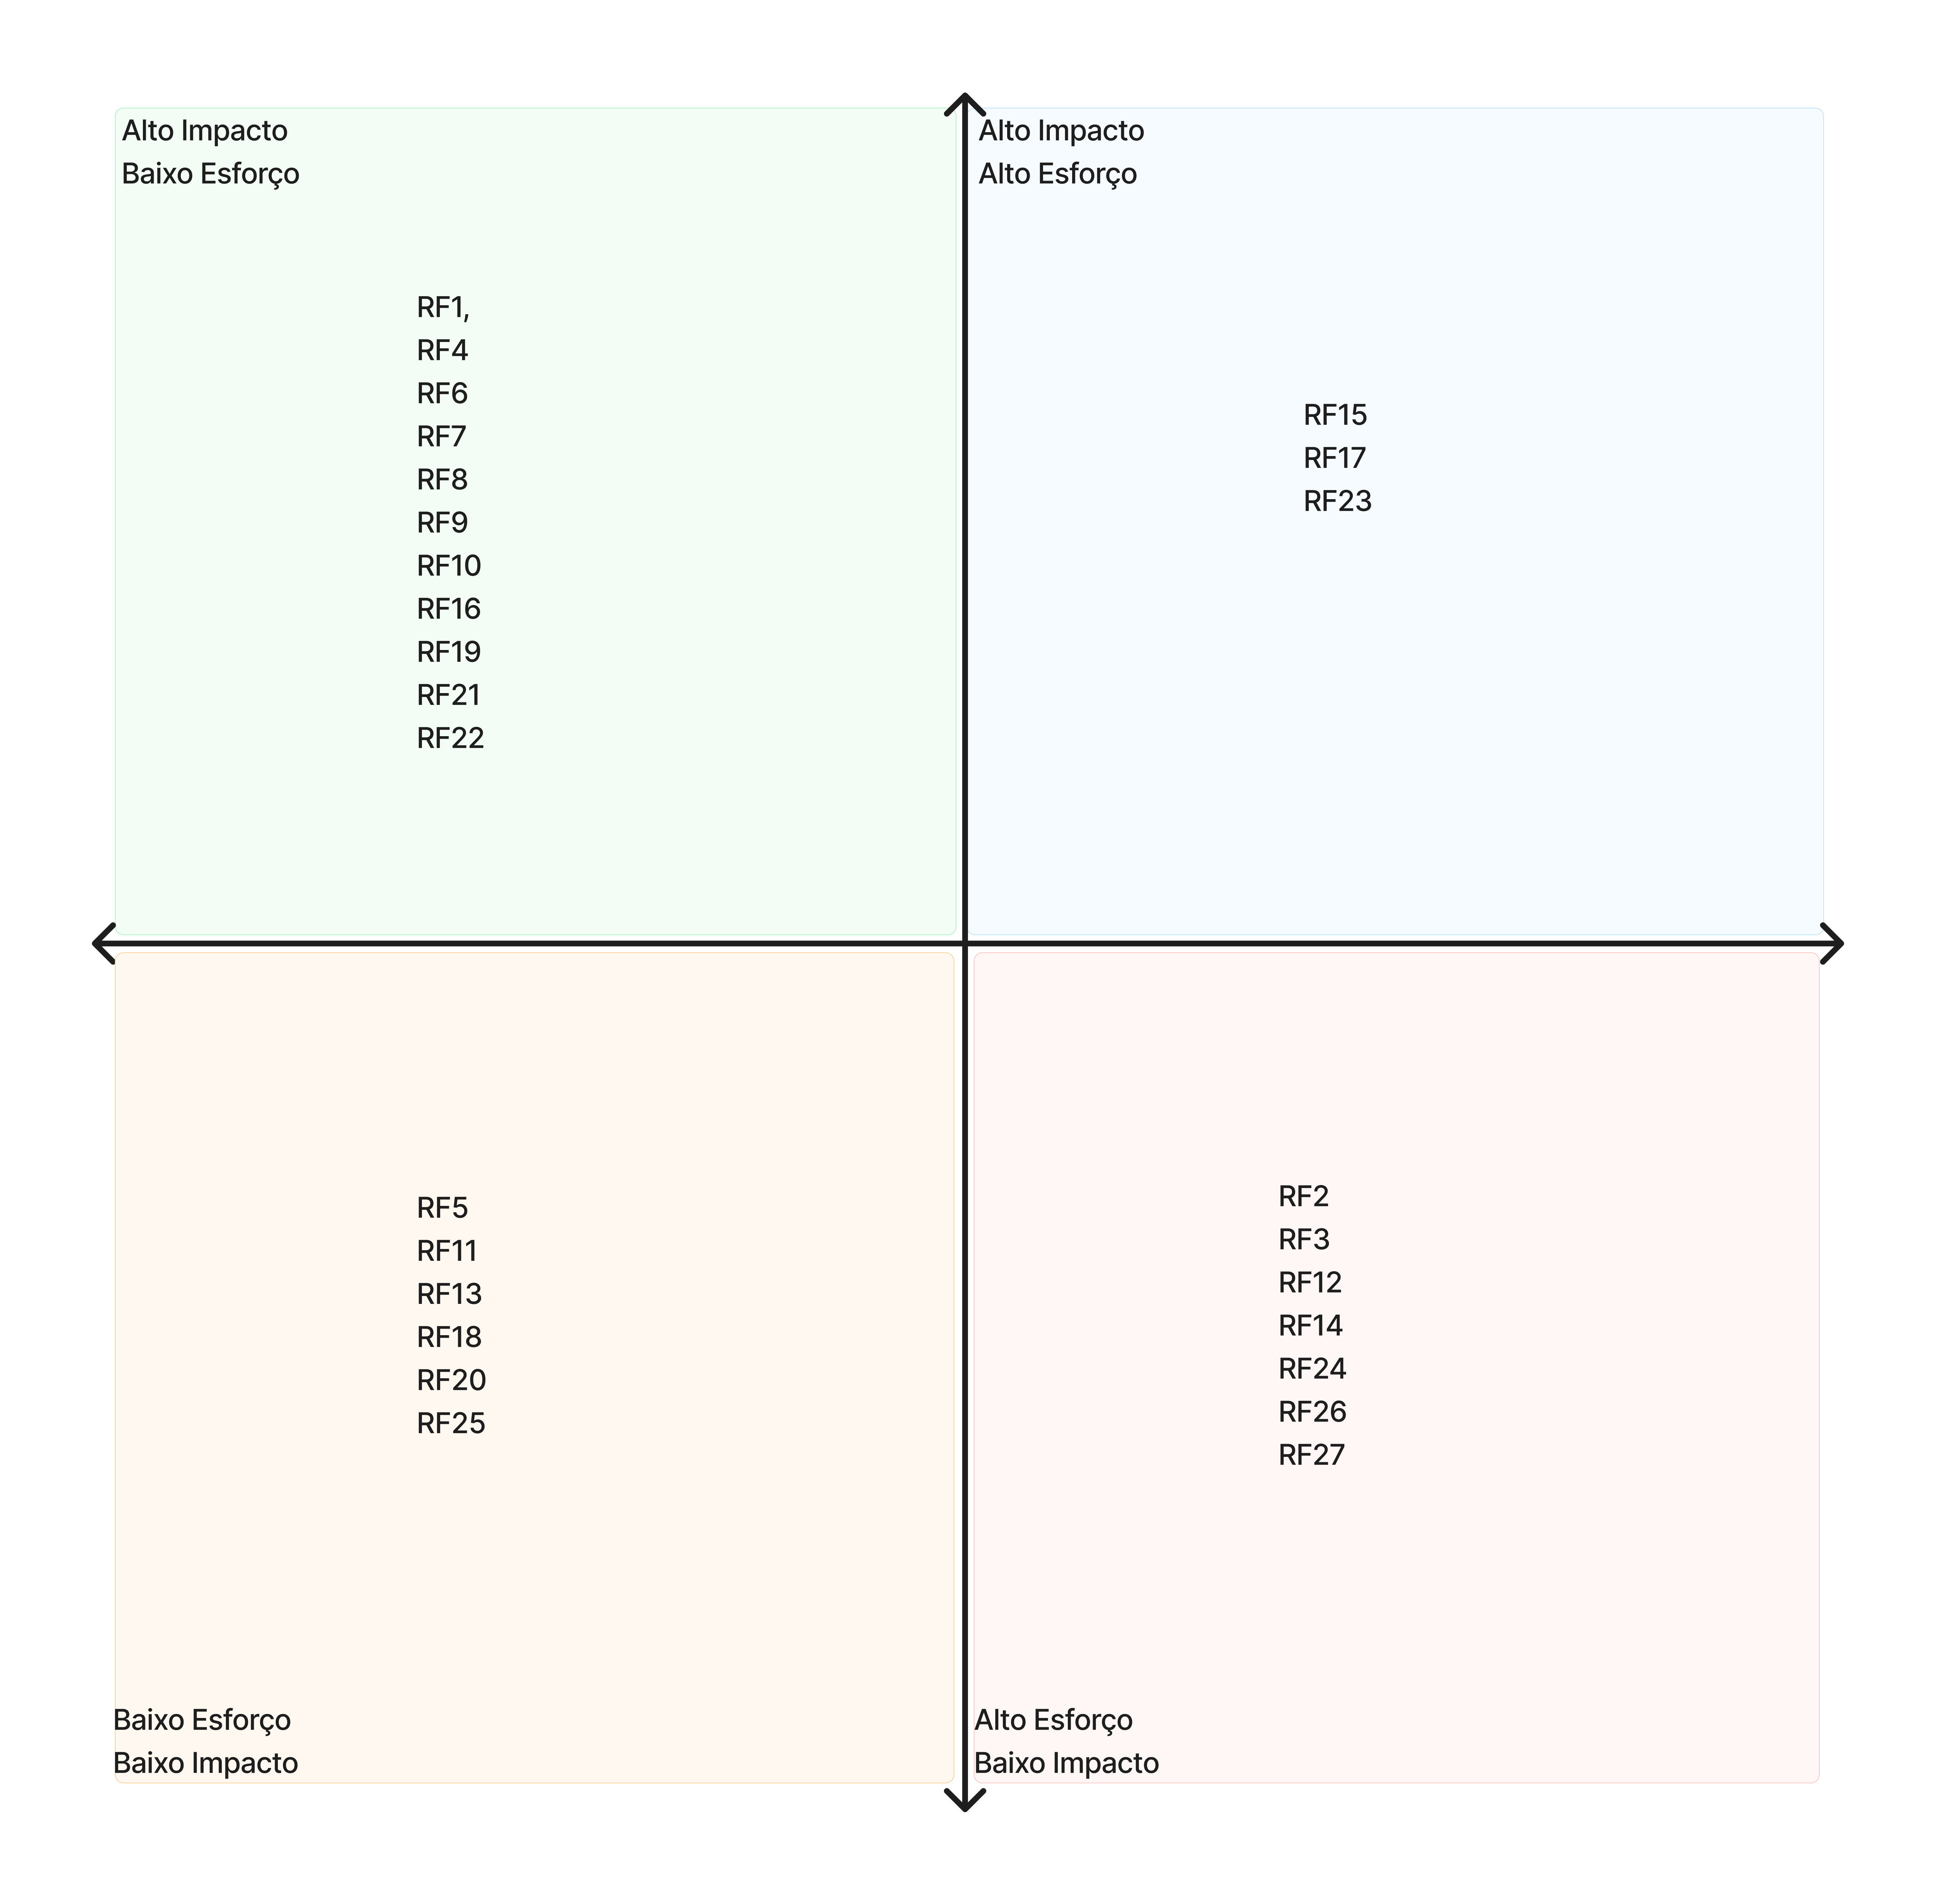 Alto Impacto
Baixo Esforço
RF1,
RF4
RF6
RF7
RF8
RF9
RF10
RF16
RF19
RF21
RF22
Alto Impacto
Alto Esforço
RF15
RF17
RF23
RF5
RF11
RF13
RF18
RF20
RF25
Baixo Esforço
Baixo Impacto
RF2
RF3
RF12
RF14
RF24
RF26
RF27
Alto Esforço
Baixo Impacto